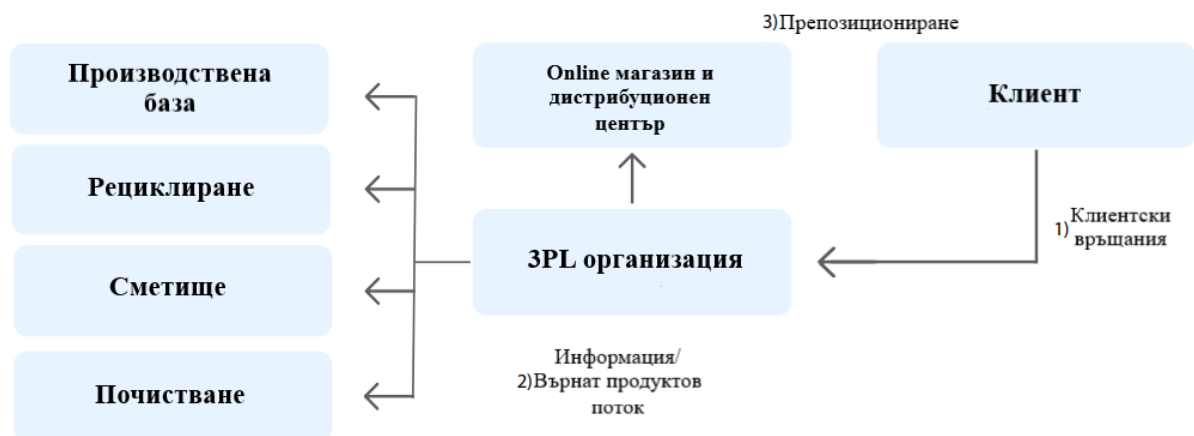 3)Препозициониране
Производствена
база
Online магазин и
дистрибуционен
център
Клиент
Рециклиране
1) Клиентски
връщания
3PL организация
Сметище
Информация/
2)Върнат продуктов
поток
Почистване